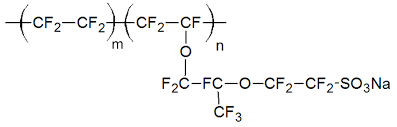 CF₂—CF₂ CF₂—CF
m n
O
F₂C—FC—O—CF₂—CF₂-SO₃Na
CF₃